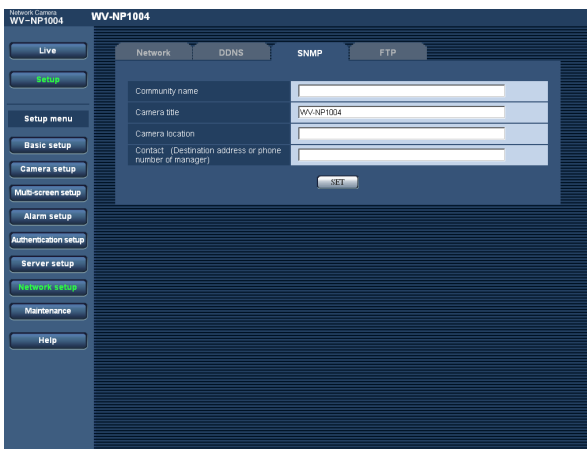 Network Camera
WV-NP1004
WV-NP1004
Live
Setup
Setup menu
Basic setup
Camera setup
Multi-screen setup
Alarm setup
Authentication setup
Server setup
Network setup
Maintenance
Help
Network DDNS SNMP FTP
Community name
Camera title WV-NP1004
Camera location
Contact (Destination address or phone
number of manager)
SET